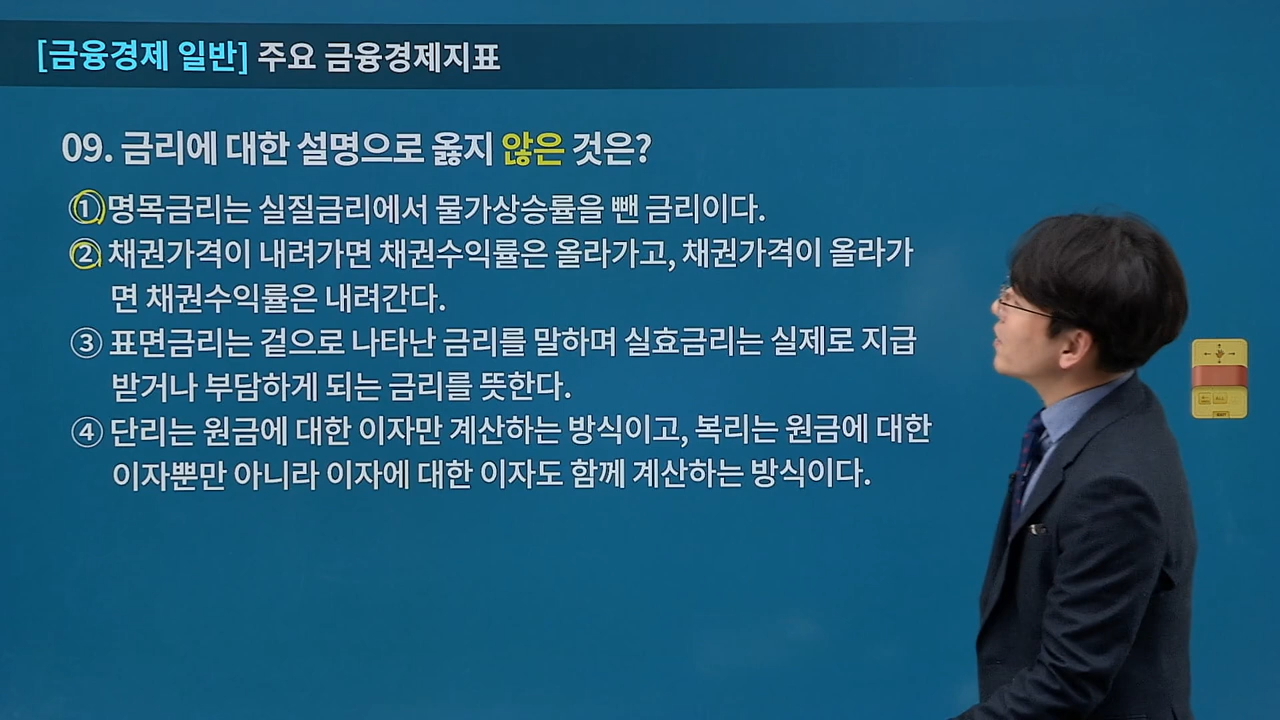 [금융경제 일반] 주요 금융경제지표
09. 금리에 대한 설명으로 옳지 않은 것은?
① 명목금리는 실질금리에서 물가상승률을 뺀 금리이다.
② 채권가격이 내려가면 채권수익률은 올라가고, 채권가격이 올라가
면 채권수익률은 내려간다.
③ 표면금리는 겉으로 나타난 금리를 말하며 실효금리는 실제로 지급
받거나 부담하게 되는 금리를 뜻한다.
④ 단리는 원금에 대한 이자만 계산하는 방식이고, 복리는 원금에 대한
이자뿐만 아니라 이자에 대한 이자도 함께 계산하는 방식이다.